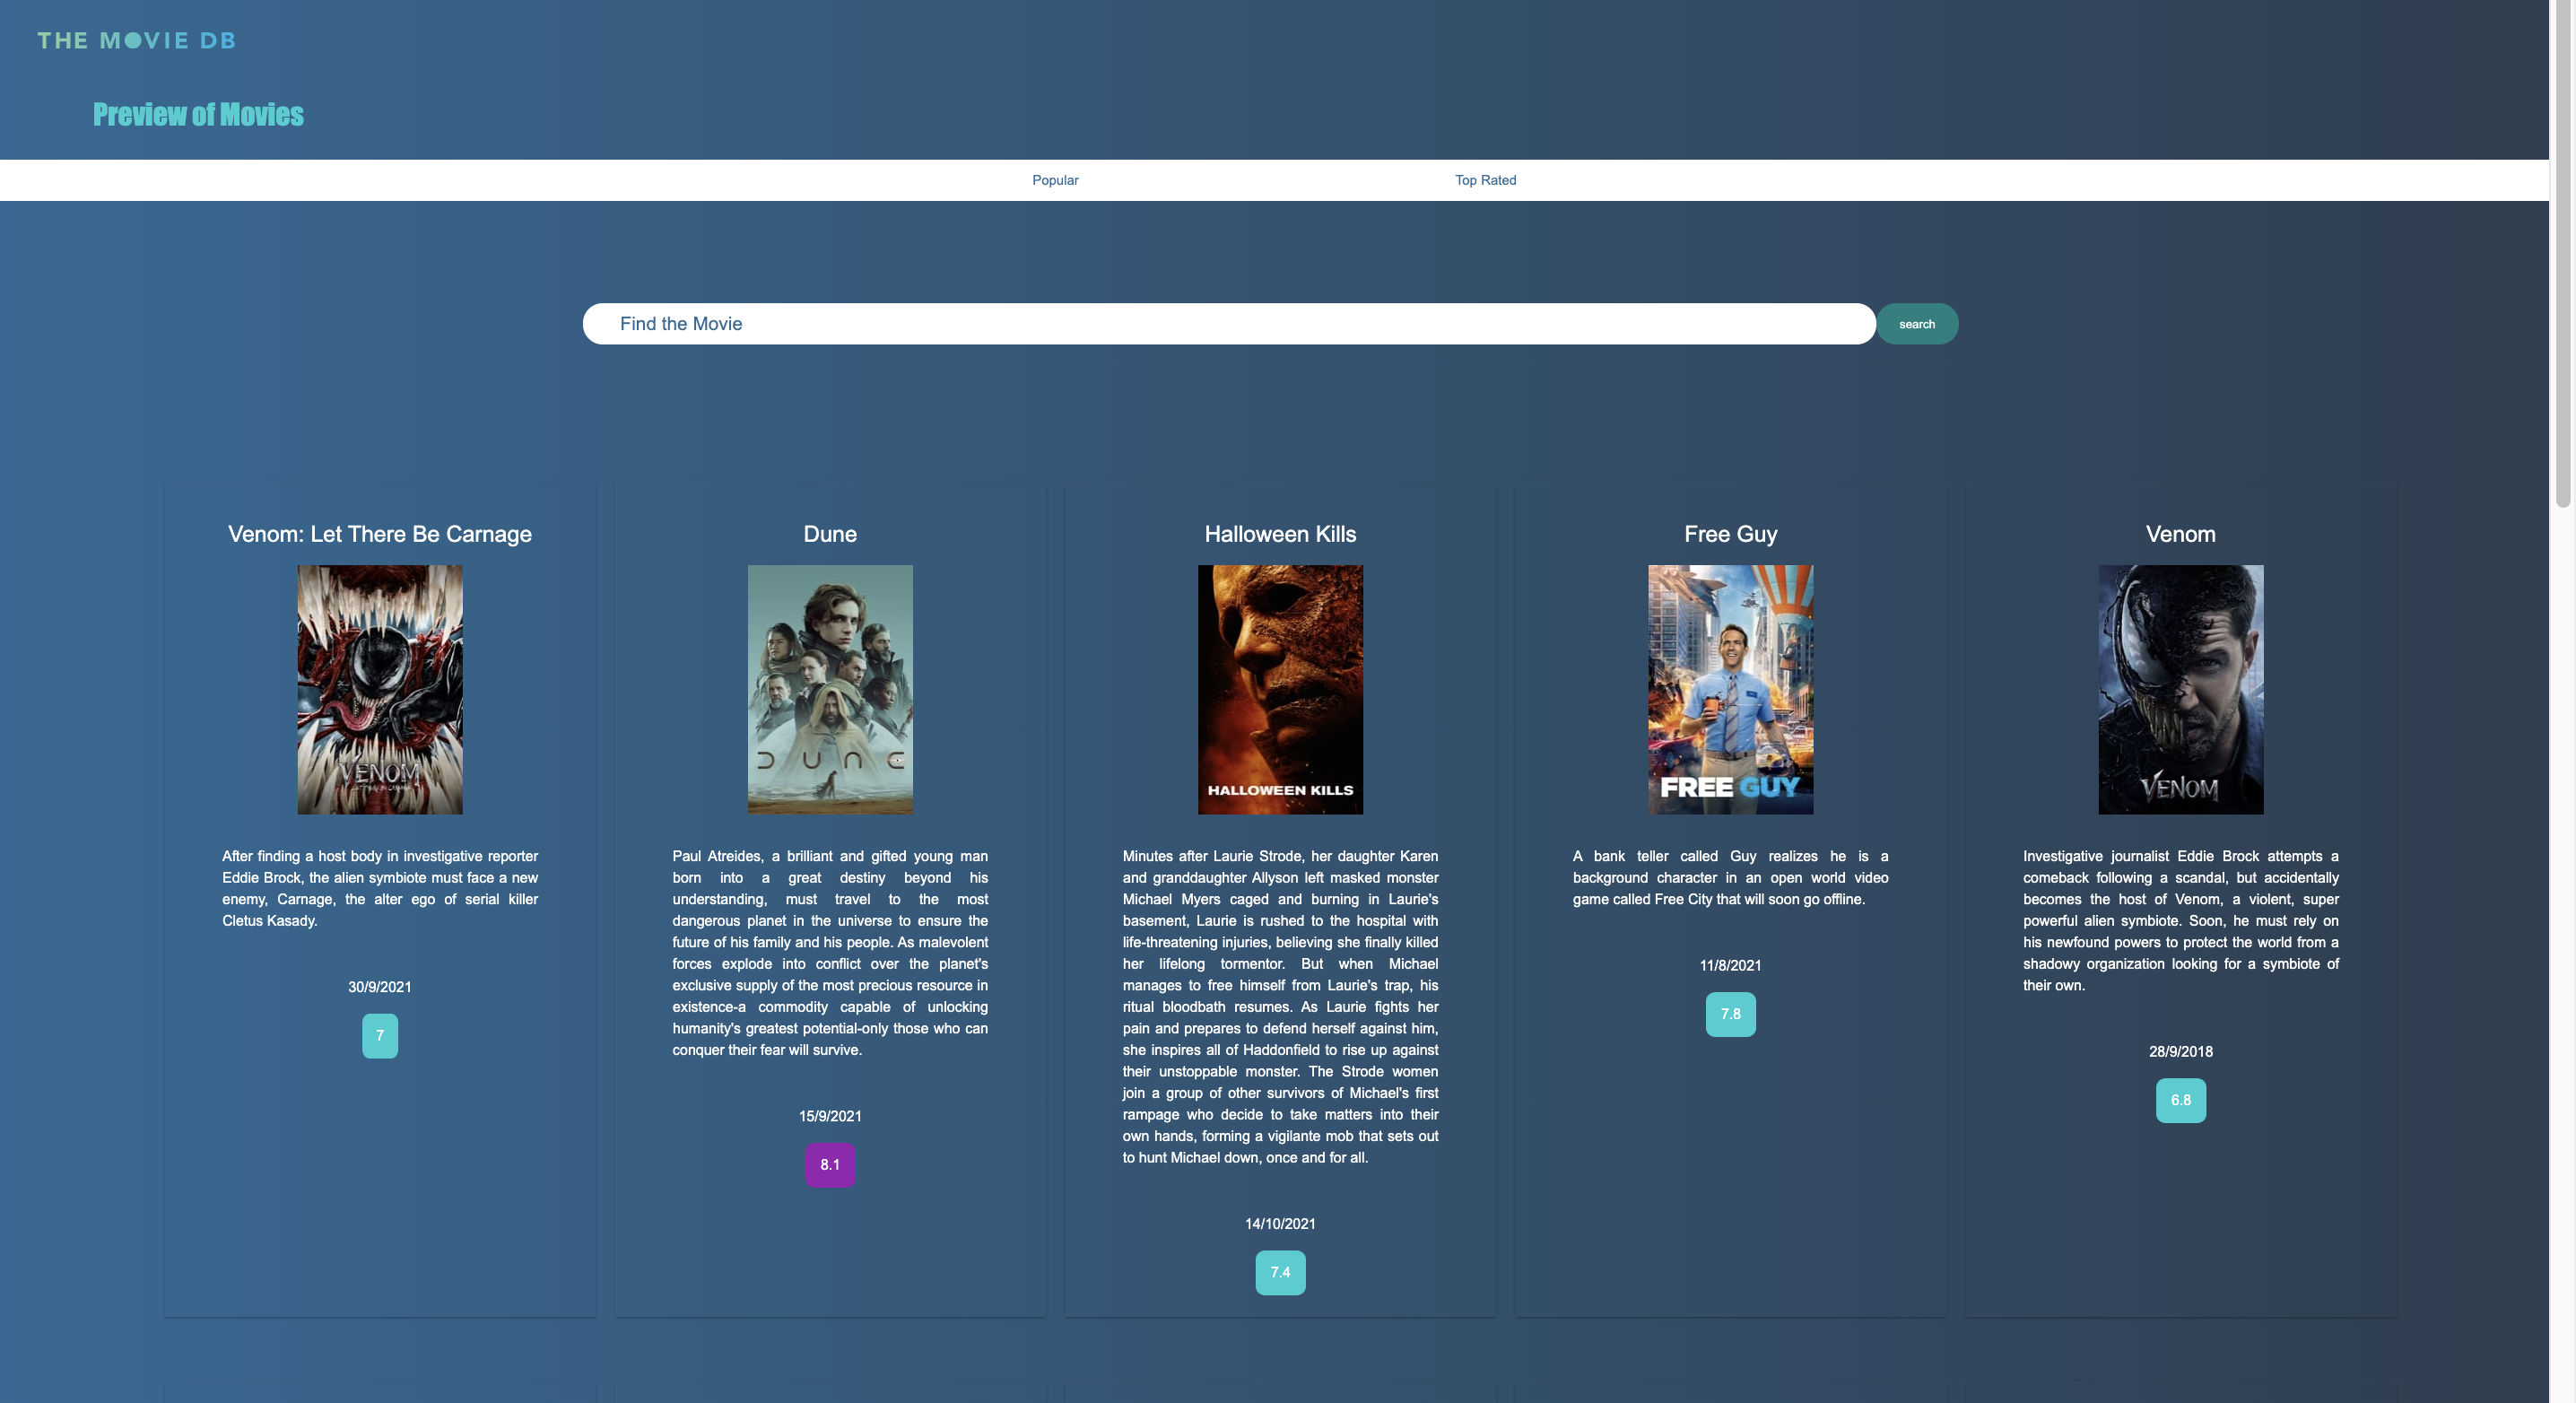 THE MOVIE DB
Preview of Movies
Popular
Top Rated
Find the Movie
search
Venom: Let There Be Carnage
VENOM
LET THERE BE CARNAGE
After finding a host body in investigative reporter
Eddie Brock, the alien symbiote must face a new
enemy, Carnage, the alter ego of serial killer
Cletus Kasady.
30/9/2021
7
Dune
DUNE
Paul Atreides, a brilliant and gifted young man
born into a great destiny beyond his
understanding, must travel to the most
dangerous planet in the universe to ensure the
future of his family and his people. As malevolent
forces explode into conflict over the planet's
exclusive supply of the most precious resource in
existence-a commodity capable of unlocking
humanity's greatest potential-only those who can
conquer their fear will survive.
15/9/2021
8.1
Halloween Kills
HALLOWEEN KILLS
Minutes after Laurie Strode, her daughter Karen
and granddaughter Allyson left masked monster
Michael Myers caged and burning in Laurie's
basement, Laurie is rushed to the hospital with
life-threatening injuries, believing she finally killed
her lifelong tormentor. But when Michael
manages to free himself from Laurie's trap, his
ritual bloodbath resumes. As Laurie fights her
pain and prepares to defend herself against him,
she inspires all of Haddonfield to rise up against
their unstoppable monster. The Strode women
join a group of other survivors of Michael's first
rampage who decide to take matters into their
own hands, forming a vigilante mob that sets out
to hunt Michael down, once and for all.
14/10/2021
7.4
Free Guy
FREE GUY
A bank teller called Guy realizes he is a
background character in an open world video
game called Free City that will soon go offline.
11/8/2021
7.8
Venom
VENOM
Investigative journalist Eddie Brock attempts a
comeback following a scandal, but accidentally
becomes the host of Venom, a violent, super
powerful alien symbiote. Soon, he must rely on
his newfound powers to protect the world from a
shadowy organization looking for a symbiote of
their own.
28/9/2018
6.8